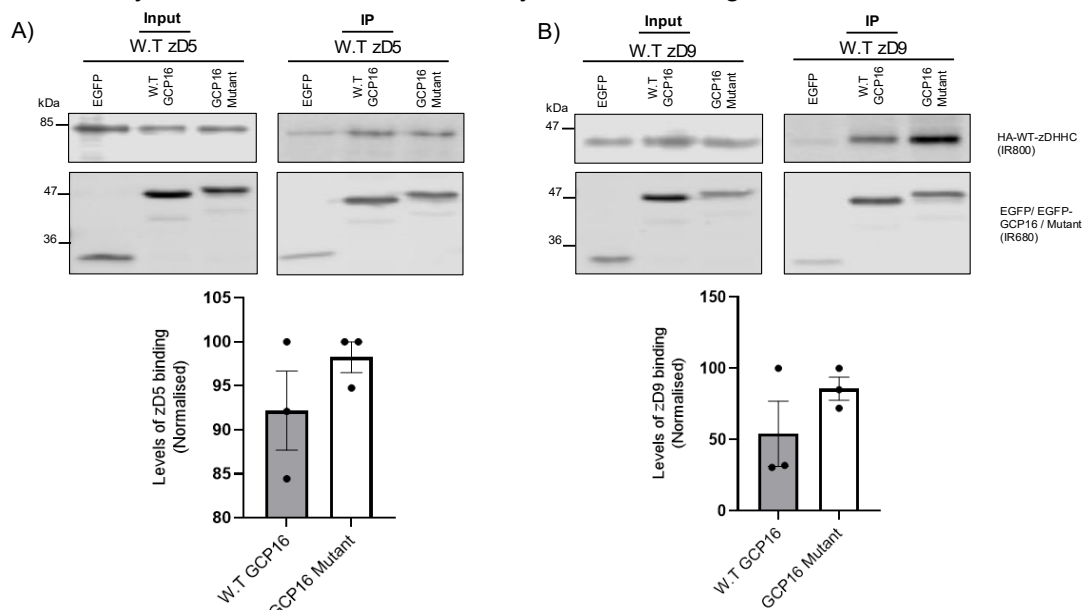 A)
Input
IP
W.T zD5
W.T zD5
EGFP
W.T
GCP16
GCP16
Mutant
EGFP
W.T
GCP16
GCP16
Mutant
kDa
85
47
36
B)
Input
IP
W.T zD9
W.T zD9
EGFP
W.T
GCP16
GCP16
Mutant
EGFP
W.T
GCP16
GCP16
Mutant
kDa
47
47
36
HA-WT-zDHHC
(IR800)
EGFP/ EGFP-
GCP16 / Mutant
(IR680)
Levels of zD5 binding
(Normalised)
105
100
95
90
85
80
W.T GCP16
GCP16 Mutant
Levels of zD9 binding
(Normalised)
150
100
50
0
W.T GCP16
GCP16 Mutant